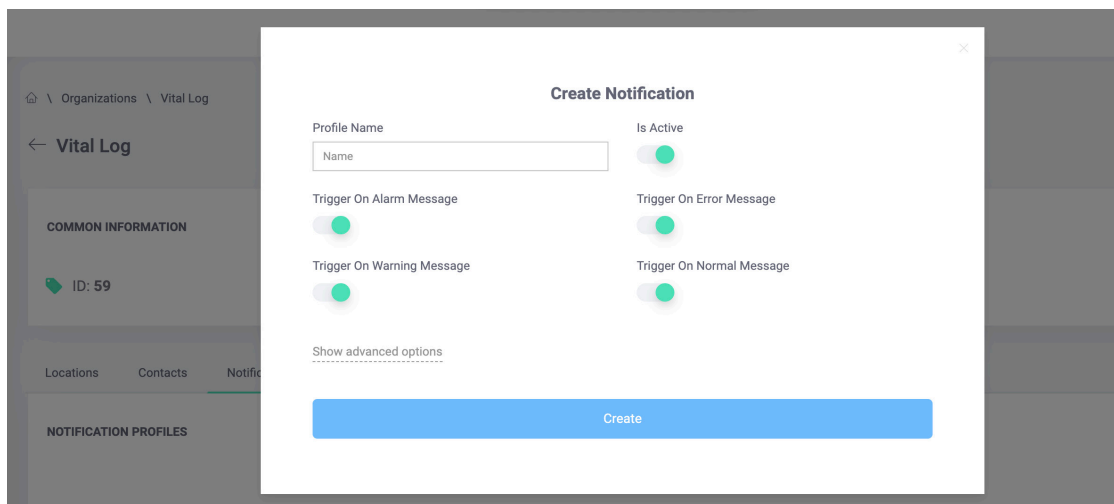 Create Notification
Profile Name
Is Active
Name
Trigger On Alarm Message
Trigger On Error Message
Trigger On Warning Message
Trigger On Normal Message
Show advanced options
Create
\ Organizations \ Vital Log
← Vital Log
COMMON INFORMATION
ID: 59
Locations Contacts Notific
NOTIFICATION PROFILES